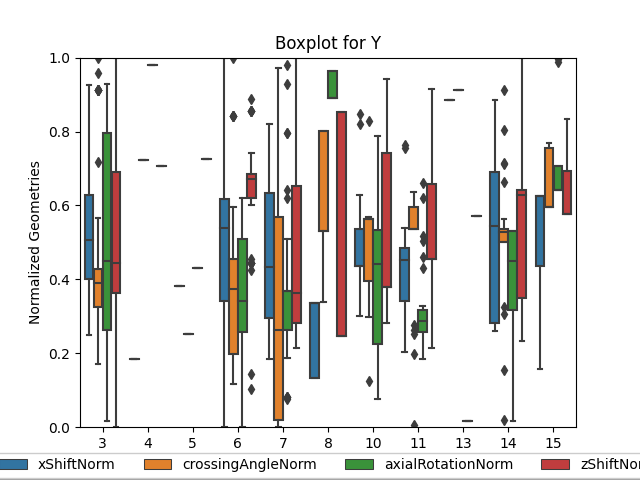 Boxplot for Y
Normalized Geometries
1.0
0.8
0.6
0.4
0.2
0.0
3 4 5 6 7 8 10 11 13 14 15
xShiftNorm crossingAngleNorm axialRotationNorm zShiftNor